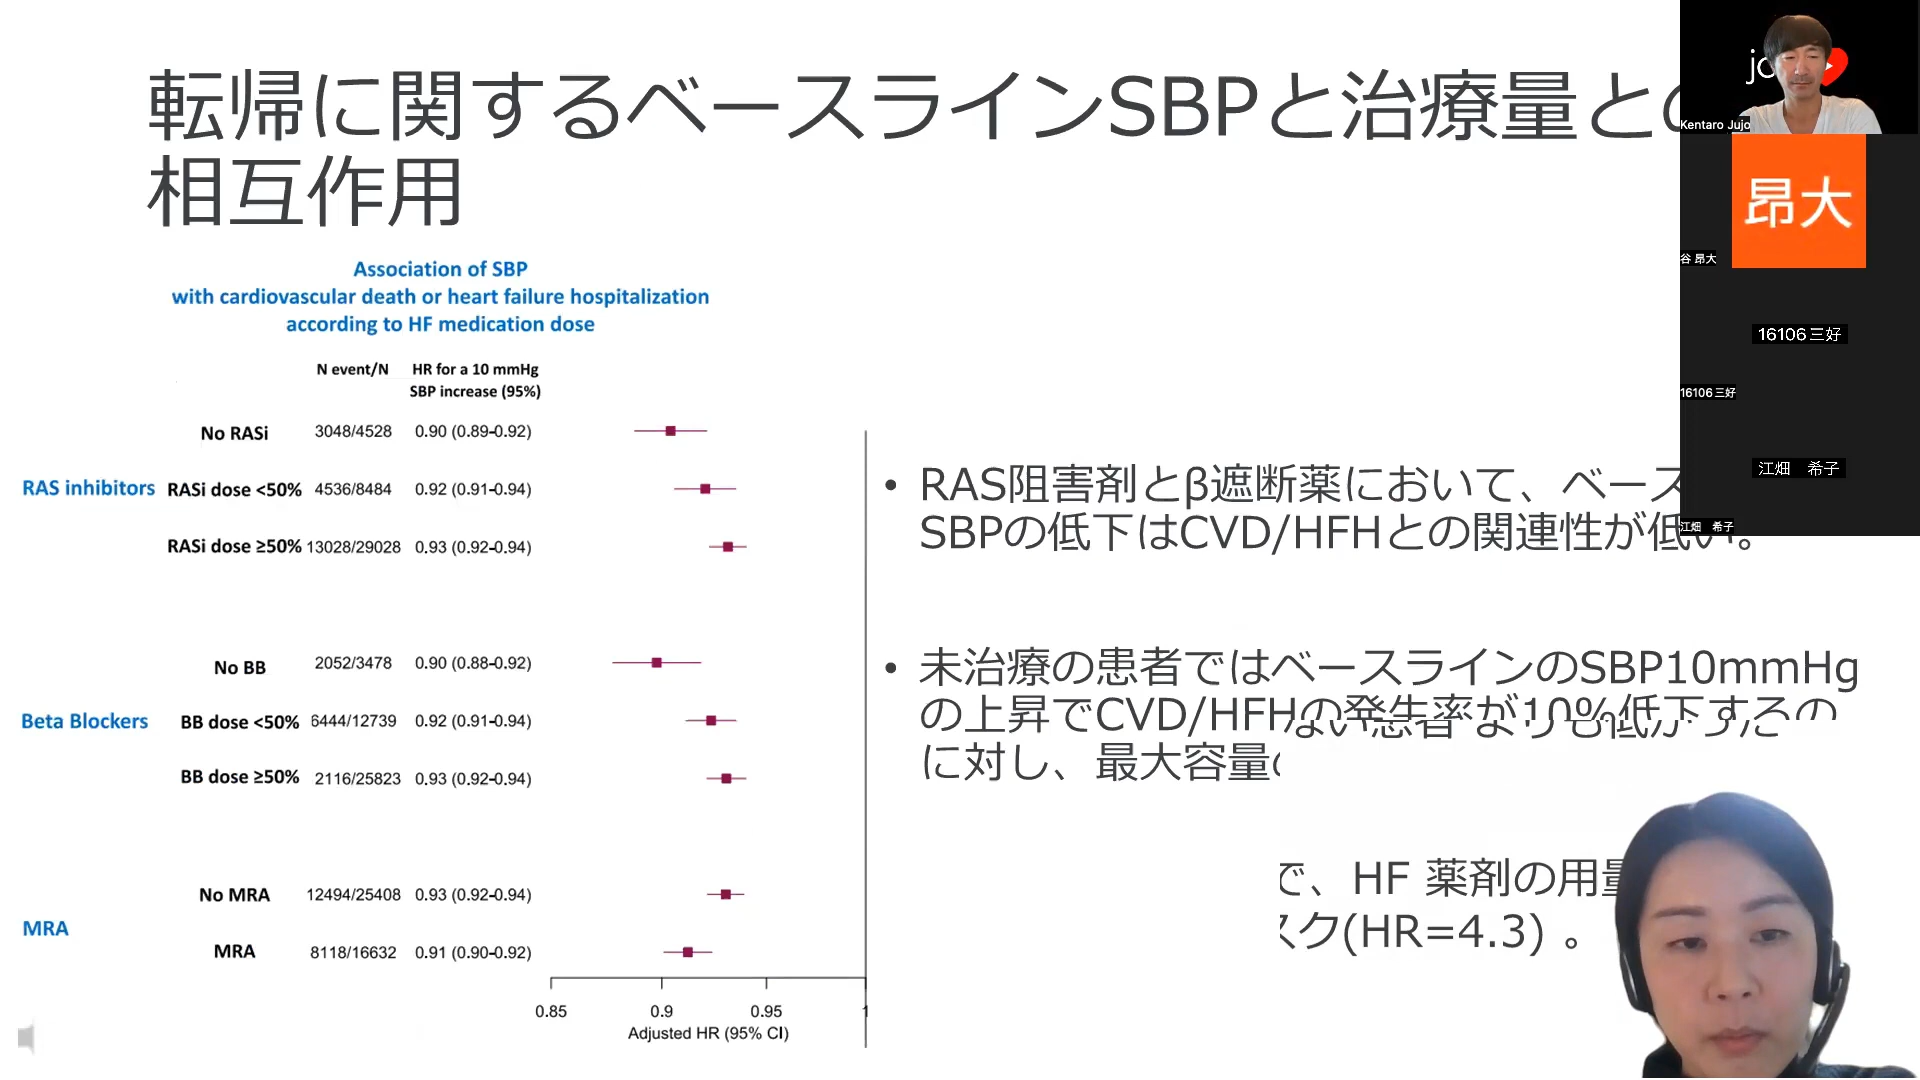 転帰に関するベースラインSBPと治療量と
相互作用
Association of SBP
with cardiovascular death or heart failure hospitalization
according to HF medication dose
N event/N HR for a 10 mmHg
SBP increase (95%)
No RASi 3048/4528 0.90 (0.89-0.92)
RAS inhibitors RASi dose <50% 4536/8484 0.92 (0.91-0.94)
RASi dose ≥50% 13028/29028 0.93 (0.92-0.94)
No BB 2052/3478 0.90 (0.88-0.92)
Beta Blockers BB dose <50% 6444/12739 0.92 (0.91-0.94)
BB dose ≥50% 2116/25823 0.93 (0.92-0.94)
No MRA 12494/25408 0.93 (0.92-0.94)
MRA
MRA 8118/16632 0.91 (0.90-0.92)
0.85 0.9 0.95 1
Adjusted HR (95% CI)
• RAS阻害剤とβ遮断薬において、ベース
SBPの低下はCVD/HFHとの関連性が低い。
• 未治療の患者ではベースラインのSBP10mmHg
の上昇でCVD/HFHの発生率が10%低下するの
に対し、最大容量
で、HF 薬剤の用量
スク(HR=4.3) 。
Kentaro Jujo
昂大
谷 昂大
16106 三好
16106 三好
江畑 希子
江畑 希子